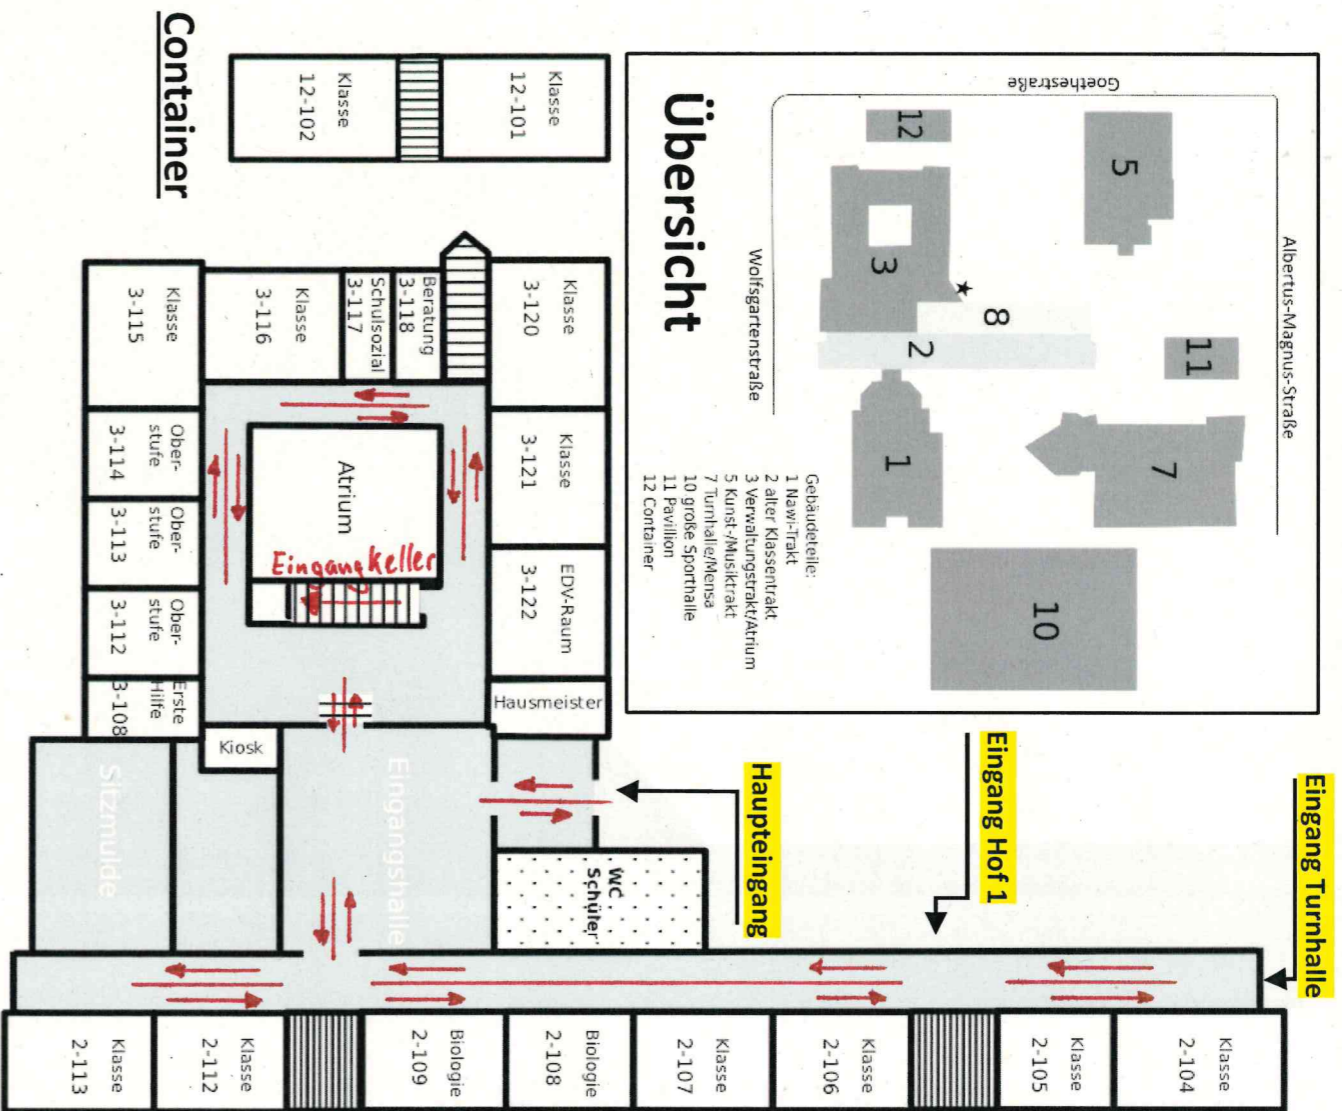 Container
Klasse
12-102
Klasse
12-101
Übersicht
Goethestraße
Albertus-Magnus-Straße
Wolfsgartenstraße
12
5
3
8
2
11
1
7
10
Gebäudeteile:
1 Nawi-Trakt
2 alter Klassentrakt
3 Verwaltungstrakt/Atrium
5 Kunst-/Musiktrakt
7 Turnhalle/Mensa
10 große Sporthalle
11 Pavillion
12 Container
Klasse
3-115
Klasse
3-116
Schulsozial
3-117
Beratung
3-118
Klasse
3-120
Ober-
stufe
3-114
Ober-
stufe
3-113
Ober-
stufe
3-112
Erste
Hilfe
3-108
Atrium
Eingang Keller
Klasse
3-121
EDV-Raum
3-122
Hausmeister
Kiosk
Sitzmulde
Eingangshalle
WC
Schüler
Haupteingang
Eingang Hof 1
Eingang Turnhalle
Klasse
2-113
Klasse
2-112
Biologie
2-109
Biologie
2-108
Klasse
2-107
Klasse
2-106
Klasse
2-105
Klasse
2-104